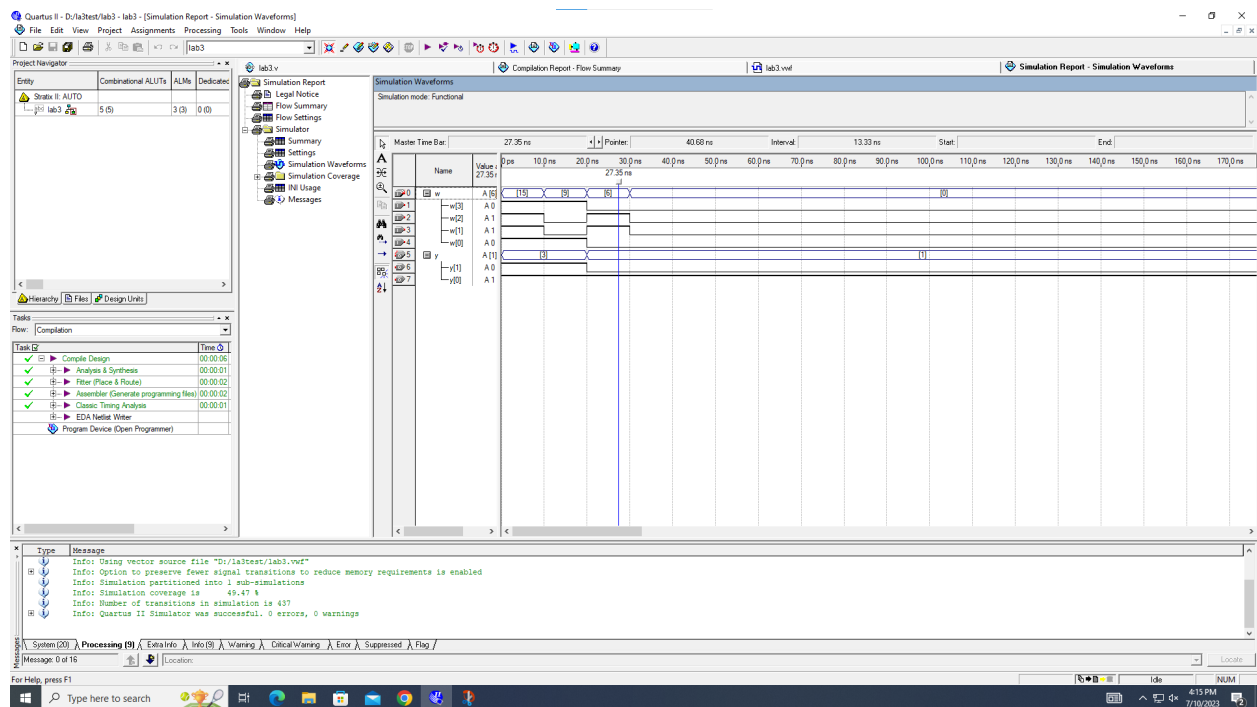 Quartus II - D:/la3test/lab3 - lab3 - [Simulation Report - Simulation Waveforms]
File Edit View Project Assignments Processing Tools Window Help
lab3
Project Navigator
Entity Combinational ALUTs ALMs Dedicated
Stratix II: AUTO
lab3 5 (5) 3 (3) 0 (0)
Hierarchy Files Design Units
Tasks
Flow: Compilation
Task Time
Compile Design 00:00:06
Analysis & Synthesis 00:00:01
Fitter (Place & Route) 00:00:02
Assembler (Generate programming files) 00:00:02
Classic Timing Analysis 00:00:01
EDA Netlist Writer
Program Device (Open Programmer)
lab3.v Compilation Report - Flow Summary lab3.vwf Simulation Report - Simulation Waveforms
Simulation Report
Legal Notice
Flow Summary
Flow Settings
Simulator
Summary
Settings
Simulation Waveforms
Simulation Coverage
INI Usage
Messages
Simulation Waveforms
Simulation mode: Functional
Master Time Bar: 27.35 ns Pointer: 40.68 ns Interval: 13.33 ns Start: End:
Name
0 ps 10.0 ns 20.0 ns 30.0 ns 40.0 ns 50.0 ns 60.0 ns 70.0 ns 80.0 ns 90.0 ns 100.0 ns 110.0 ns 120.0 ns 130.0 ns 140.0 ns 150.0 ns 160.0 ns 170.0 ns
27.35 ns
0 w A [6] [15] [9] [6] [0]
1 w[3] A 0
2 w[2] A 1
3 w[1] A 1
4 w[0] A 0
5 y A [1] [3] [1]
6 y[1] A 0
7 y[0] A 1
Type Message
Info: Using vector source file "D:/la3test/lab3.vwf"
Info: Option to preserve fewer signal transitions to reduce memory requirements is enabled
Info: Simulation partitioned into 1 sub-simulations
Info: Simulation coverage is 49.47 %
Info: Number of transitions in simulation is 437
Info: Quartus II Simulator was successful. 0 errors, 0 warnings
Messages
System (20) Processing (9) Extra Info Info (9) Warning Critical Warning Error Suppressed Flag
Message: 0 of 16 Location: Locate
For Help, press F1 Idle NUM
Type here to search
4:15 PM
7/10/2023